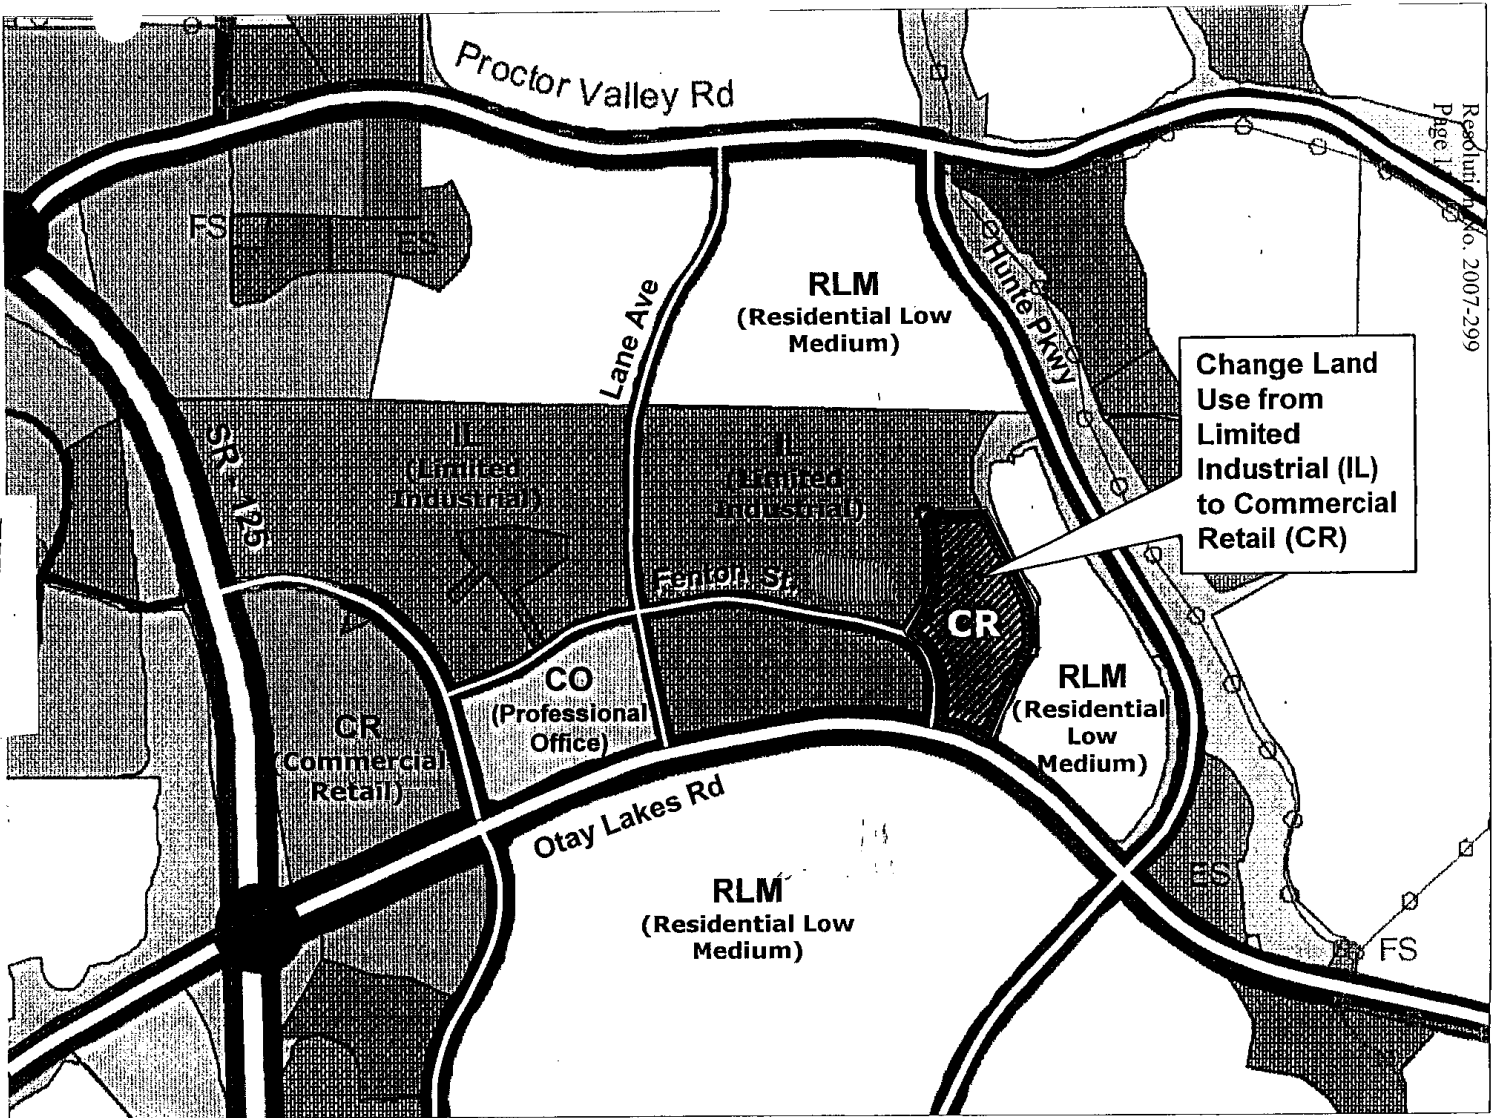 Proctor Valley Rd
Resolution No. 2007-299
Page 1
FS
ES
RLM
(Residential Low
Medium)
Hunte Pkwy
Lane Ave
Change Land
Use from
Limited
Industrial (IL)
to Commercial
Retail (CR)
SR-125
IL
(Limited
Industrial)
IL
(Limited
Industrial)
Fenton St.
CR
CO
(Professional
Office)
RLM
(Residential
Low
Medium)
CR
(Commercial
Retail)
Otay Lakes Rd
RLM
(Residential Low
Medium)
ES
FS